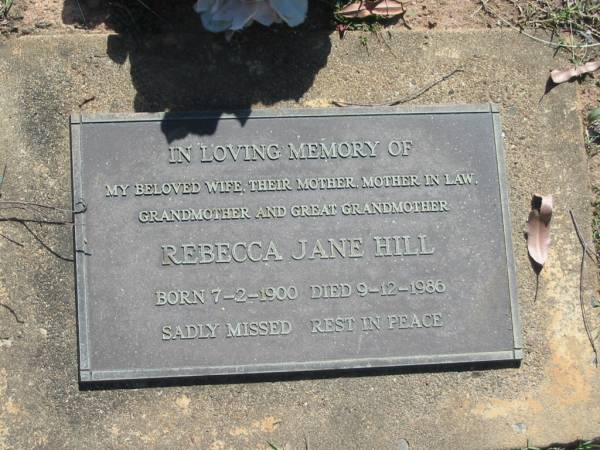 IN LOVING MEMORY OF
MY BELOVED WIFE, THEIR MOTHER, MOTHER IN LAW,
GRANDMOTHER AND GREAT GRANDMOTHER
REBECCA JANE HILL
BORN 7-2-1900 DIED 9-12-1986
SADLY MISSED REST IN PEACE